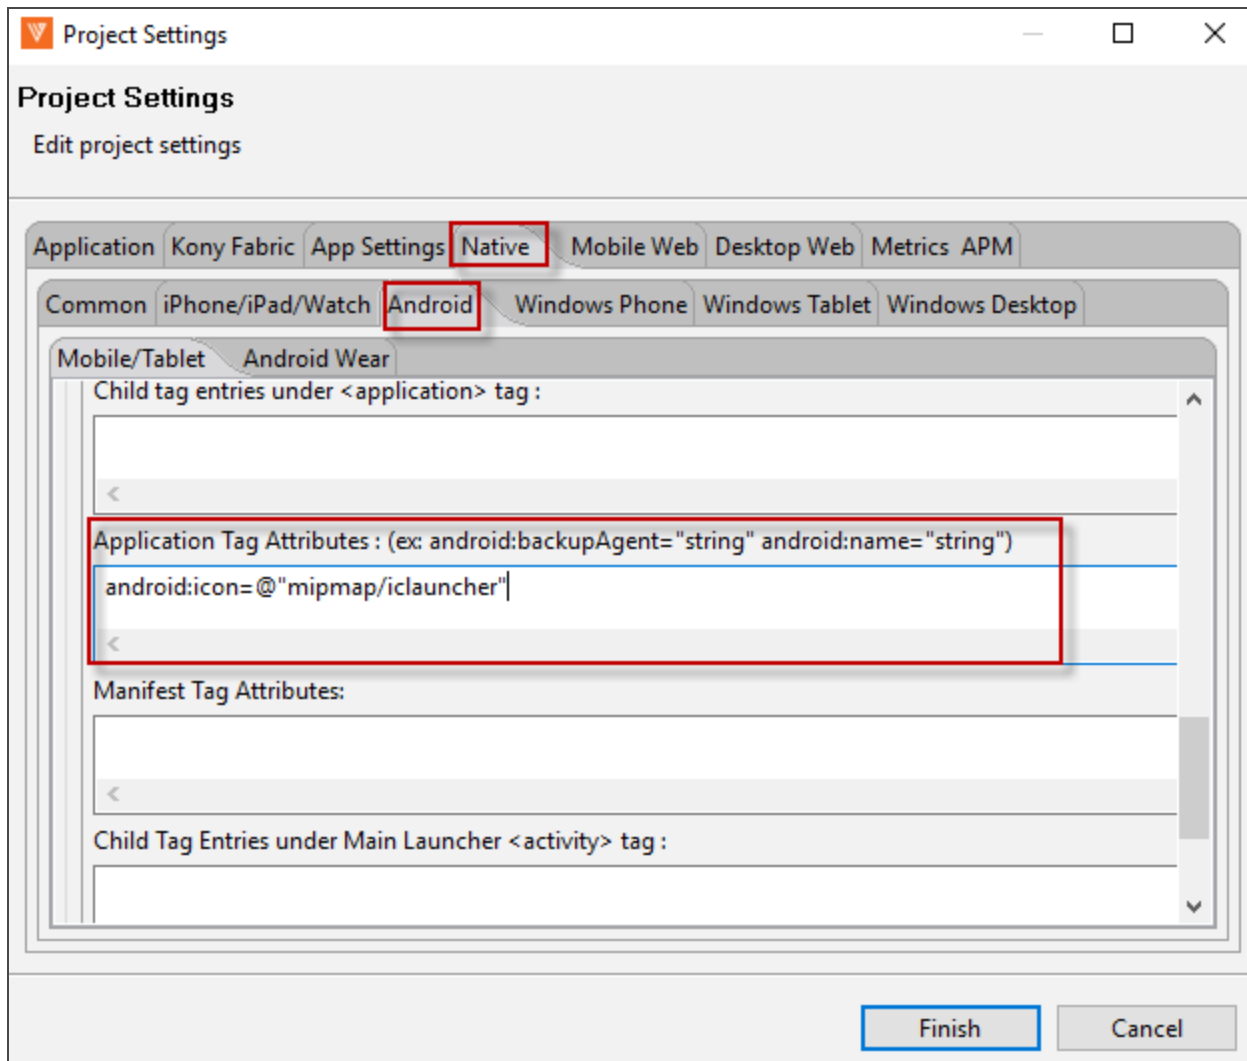 Project Settings
Project Settings
Edit project settings
Application Kony Fabric App Settings Native Mobile Web Desktop Web Metrics APM
Common iPhone/iPad/Watch Android Windows Phone Windows Tablet Windows Desktop
Mobile/Tablet Android Wear
Child tag entries under <application> tag :
Application Tag Attributes : (ex: android:backupAgent="string" android:name="string")
android:icon=@"mipmap/iclauncher"
Manifest Tag Attributes:
Child Tag Entries under Main Launcher <activity> tag :
Finish Cancel